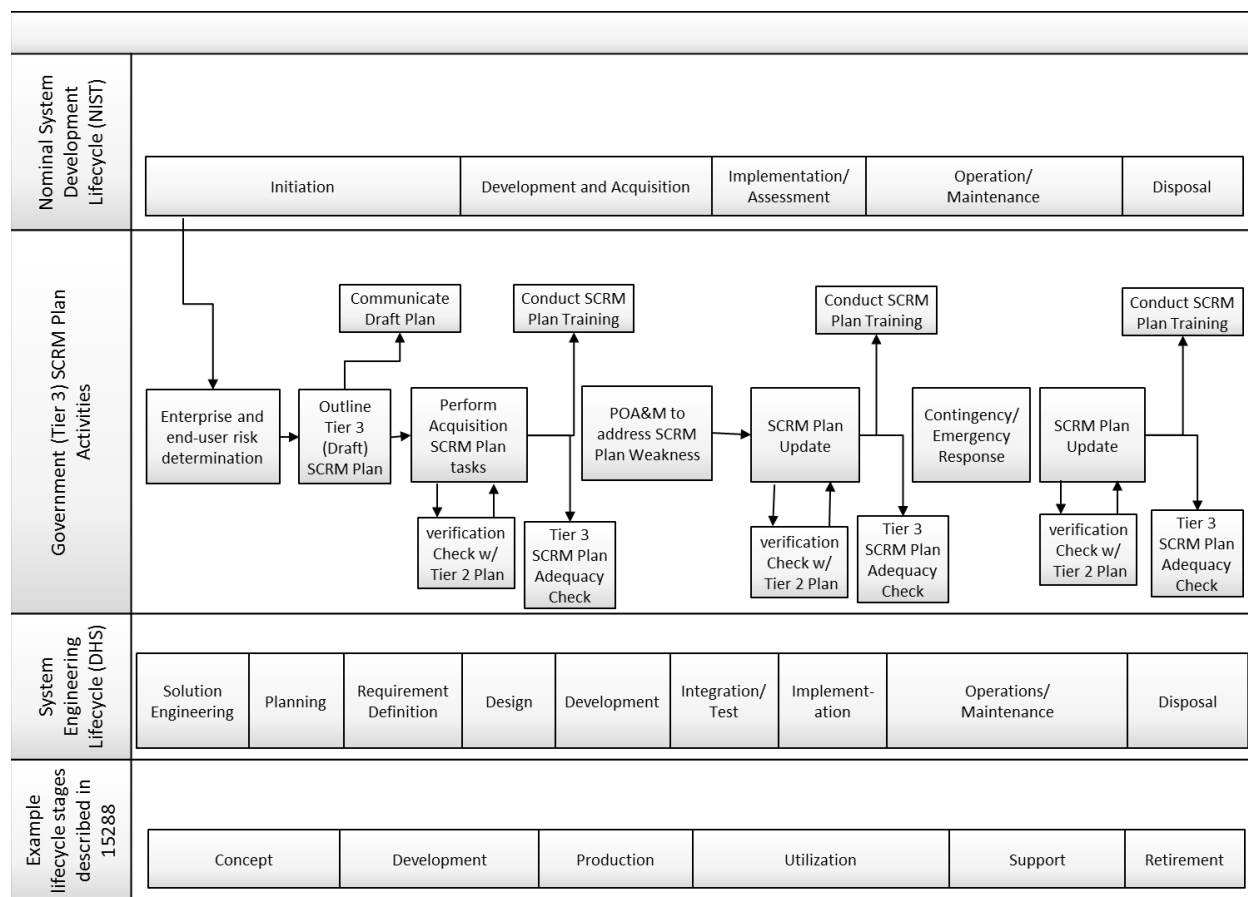 Nominal System
Development
Lifecycle (NIST)
Initiation
Development and Acquisition
Implementation/
Assessment
Operation/
Maintenance
Disposal
Government (Tier 3) SCRM Plan
Activities
Communicate
Draft Plan
Conduct SCRM
Plan Training
Conduct SCRM
Plan Training
Conduct SCRM
Plan Training
Enterprise and
end-user risk
determination
Outline
Tier 3
(Draft)
SCRM Plan
Perform
Acquisition
SCRM Plan
tasks
POA&M to
address SCRM
Plan Weakness
SCRM Plan
Update
Contingency/
Emergency
Response
SCRM Plan
Update
verification
Check w/
Tier 2 Plan
Tier 3
SCRM Plan
Adequacy
Check
verification
Check w/
Tier 2 Plan
Tier 3
SCRM Plan
Adequacy
Check
verification
Check w/
Tier 2 Plan
Tier 3
SCRM Plan
Adequacy
Check
System
Engineering
Lifecycle (DHS)
Solution
Engineering
Planning
Requirement
Definition
Design
Development
Integration/
Test
Implement-
ation
Operations/
Maintenance
Disposal
Example
lifecycle stages
described in
15288
Concept
Development
Production
Utilization
Support
Retirement